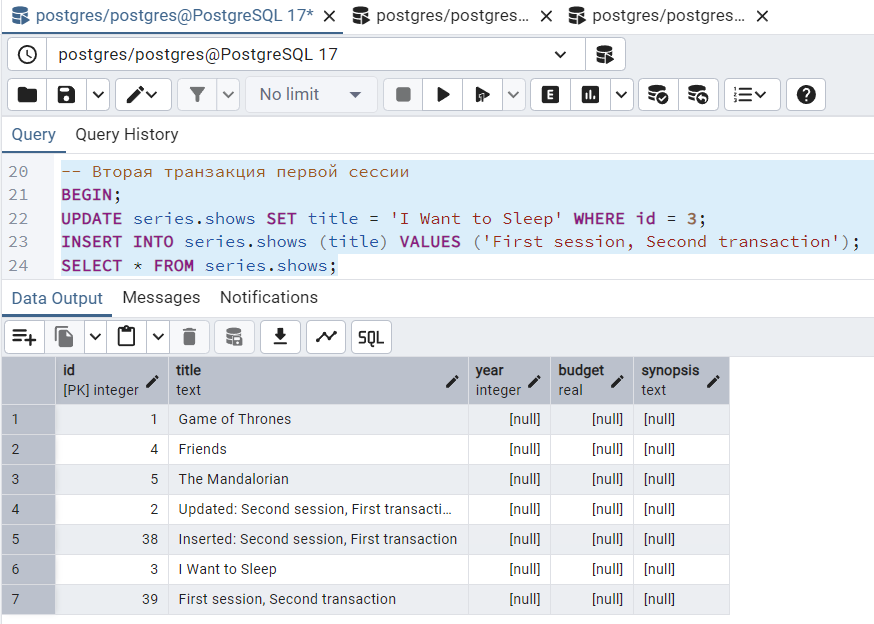 postgres/postgres@PostgreSQL 17* postgres/postgres... postgres/postgres...
postgres/postgres@PostgreSQL 17
No limit
Query Query History
20 -- Вторая транзакция первой сессии
21 BEGIN;
22 UPDATE series.shows SET title = 'I Want to Sleep' WHERE id = 3;
23 INSERT INTO series.shows (title) VALUES ('First session, Second transaction');
24 SELECT * FROM series.shows;
Data Output Messages Notifications
SQL
id title year budget synopsis
[PK] integer text integer real text
1 1 Game of Thrones [null] [null] [null]
2 4 Friends [null] [null] [null]
3 5 The Mandalorian [null] [null] [null]
4 2 Updated: Second session, First transacti... [null] [null] [null]
5 38 Inserted: Second session, First transaction [null] [null] [null]
6 3 I Want to Sleep [null] [null] [null]
7 39 First session, Second transaction [null] [null] [null]